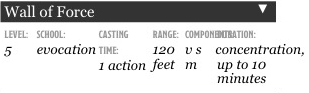 Wall of Force
LEVEL: SCHOOL: CASTING TIME: RANGE: COMPONENTS: DURATION:
5 evocation 1 action 120 feet v s m concentration, up to 10 minutes